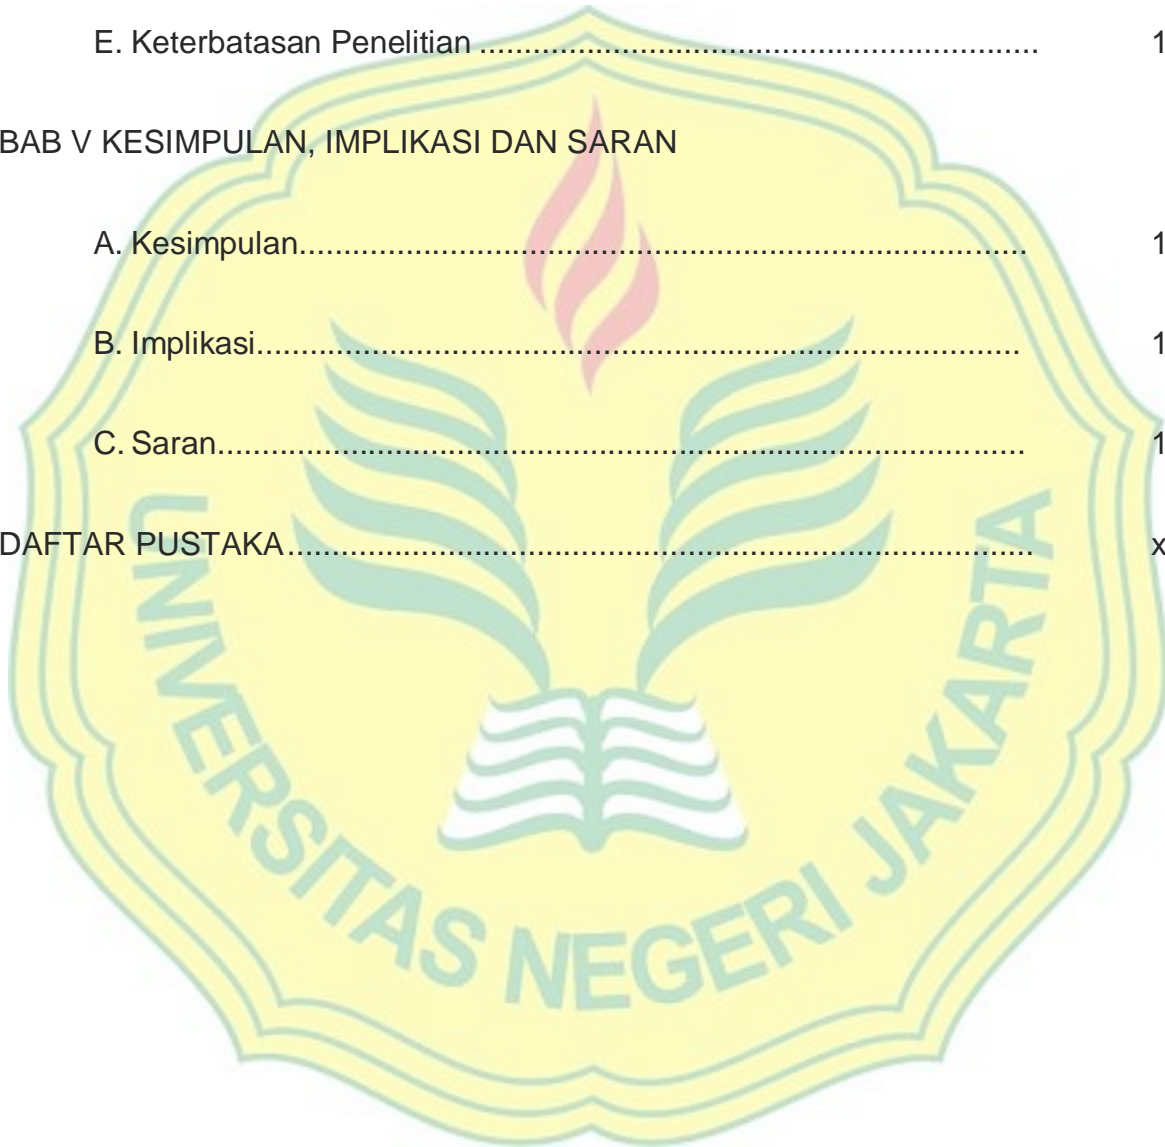 E. Keterbatasan Penelitian ................................................................ 1
BAB V KESIMPULAN, IMPLIKASI DAN SARAN
A. Kesimpulan.................................................................................. 1
B. Implikasi...................................................................................... 1
C. Saran........................................................................................... 1
DAFTAR PUSTAKA................................................................................... x
UNIVERSITAS NEGERI JAKARTA